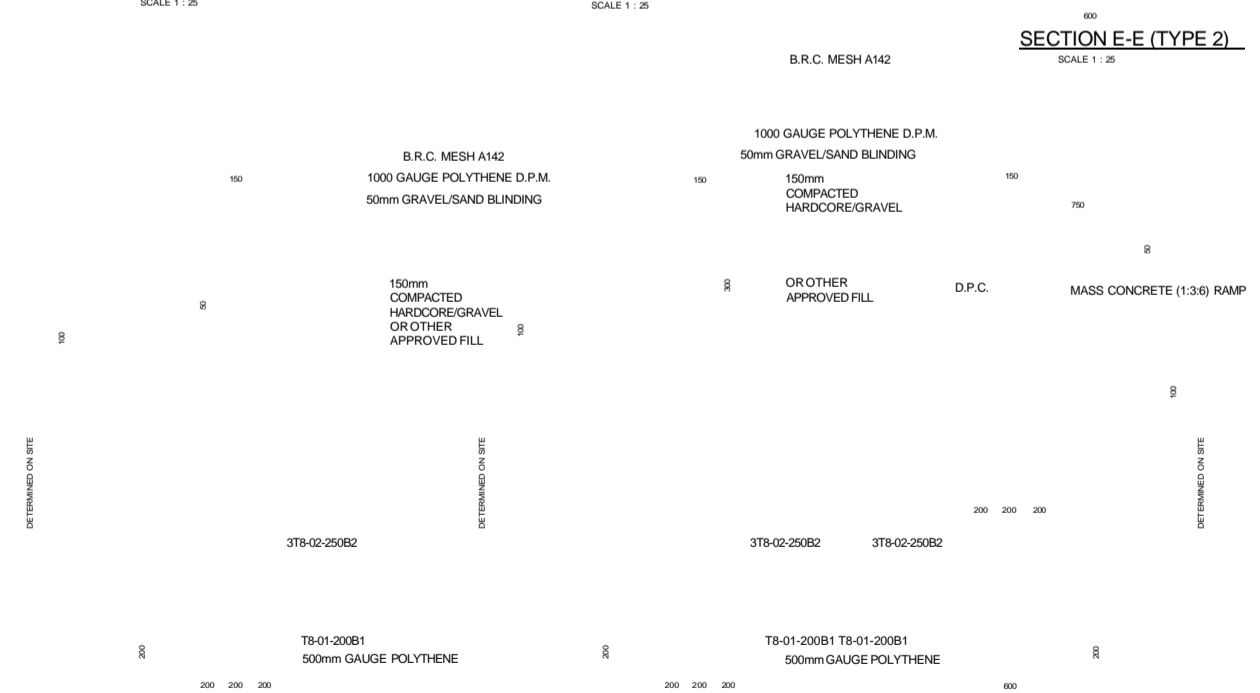 SCALE 1 : 25
SCALE 1 : 25
600
SECTION E-E (TYPE 2)
SCALE 1 : 25
B.R.C. MESH A142
1000 GAUGE POLYTHENE D.P.M.
50mm GRAVEL/SAND BLINDING
B.R.C. MESH A142
1000 GAUGE POLYTHENE D.P.M.
50mm GRAVEL/SAND BLINDING
150
150
150mm
COMPACTED
HARDCORE/GRAVEL
150
750
50
150mm
COMPACTED
HARDCORE/GRAVEL
OR OTHER
APPROVED FILL
50
100
100
300
OR OTHER
APPROVED FILL
D.P.C.
MASS CONCRETE (1:3:6) RAMP
100
DETERMINED ON SITE
DETERMINED ON SITE
DETERMINED ON SITE
200 200 200
3T8-02-250B2
3T8-02-250B2
3T8-02-250B2
200
T8-01-200B1
500mm GAUGE POLYTHENE
200
T8-01-200B1 T8-01-200B1
500mm GAUGE POLYTHENE
200
200 200 200
200 200 200
600